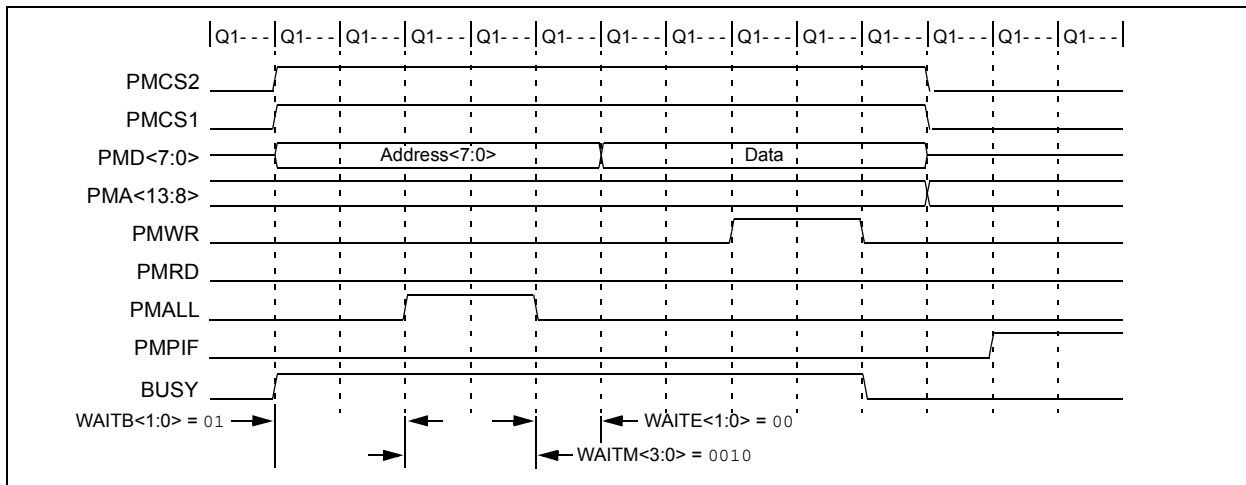 Q1- - - Q1- - - Q1- - - Q1- - - Q1- - - Q1- - - Q1- - - Q1- - - Q1- - - Q1- - - Q1- - - Q1- - - Q1- - - Q1- - -
PMCS2
PMCS1
PMD<7:0> Address<7:0> Data
PMA<13:8>
PMWR
PMRD
PMALL
PMPIF
BUSY
WAITB<1:0> = 01 WAITE<1:0> = 00
WAITM<3:0> = 0010